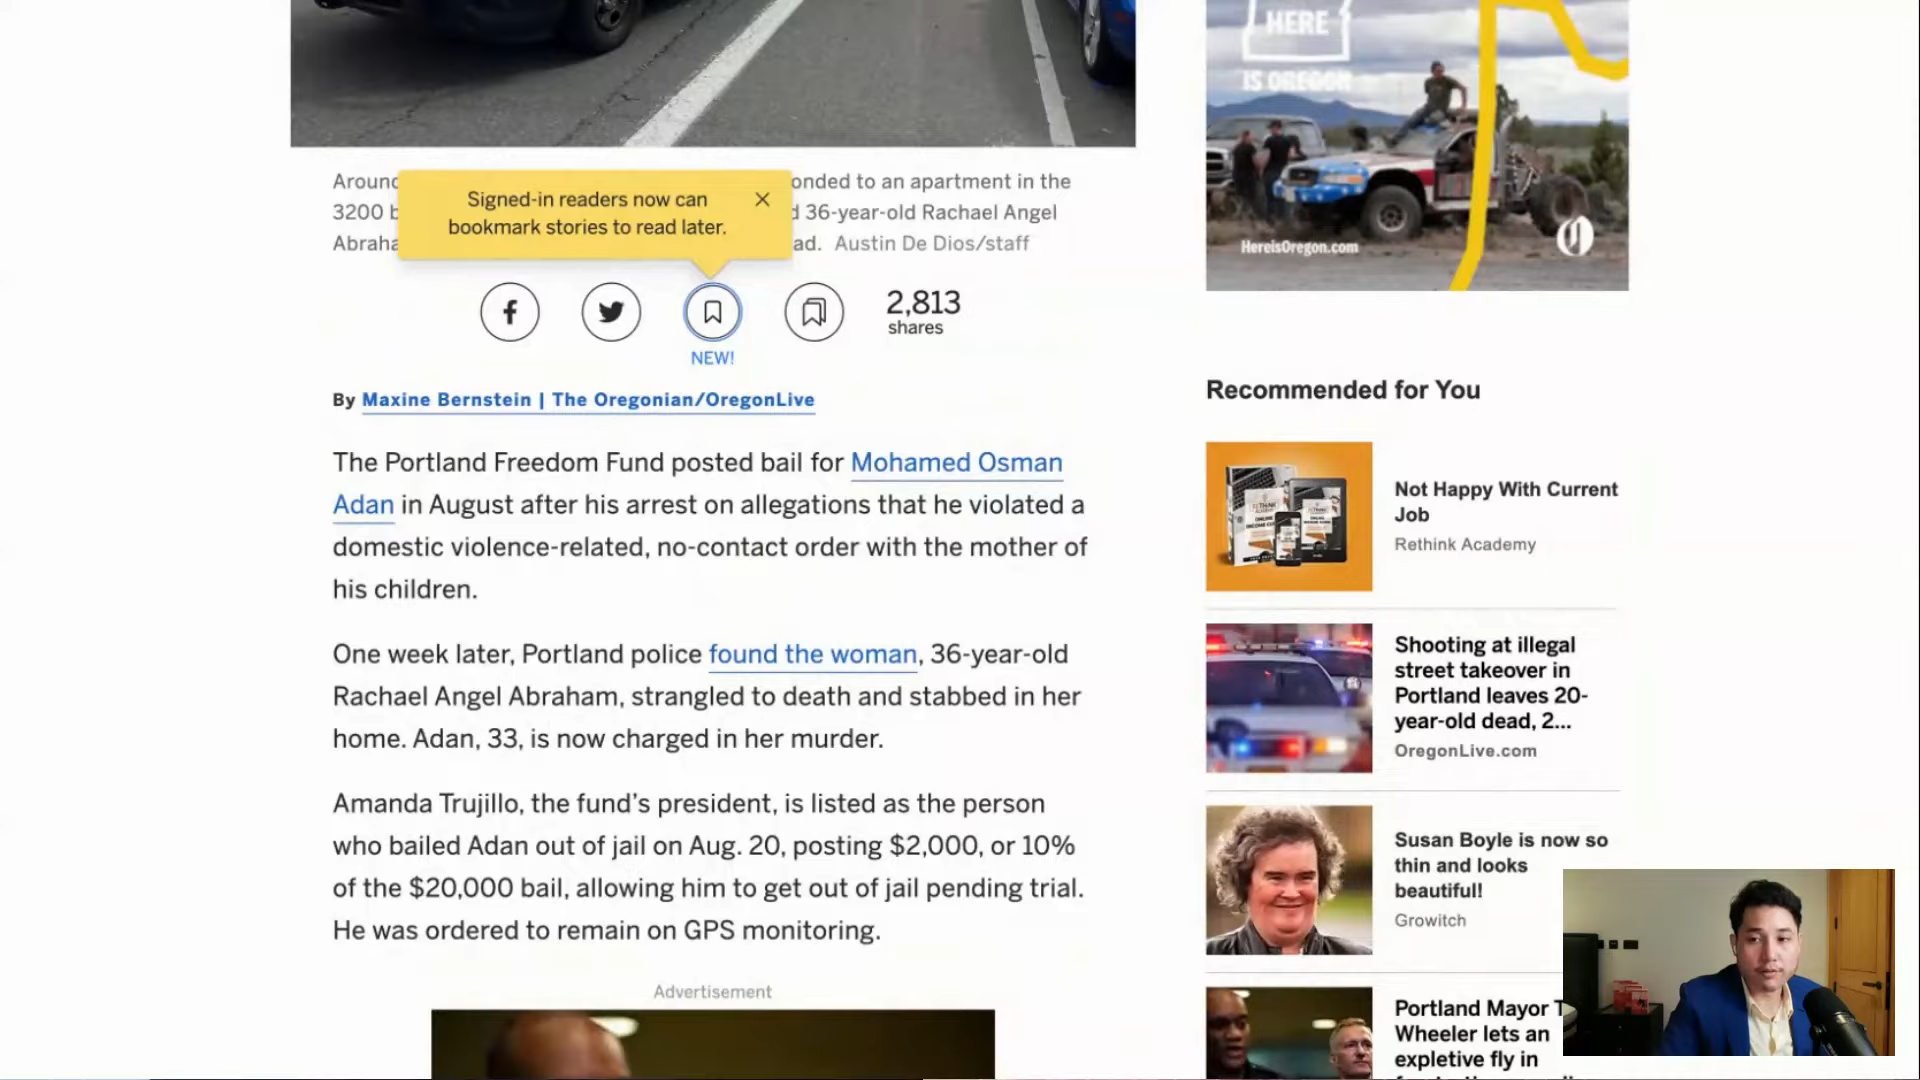 HERE
IS OREGON
HereIsOregon.com
Around
onded to an apartment in the
3200 b
36-year-old Rachael Angel
Abraha
ad. Austin De Dios/staff
Signed-in readers now can
bookmark stories to read later.
2,813
shares
NEW!
By Maxine Bernstein | The Oregonian/OregonLive
The Portland Freedom Fund posted bail for Mohamed Osman
Adan in August after his arrest on allegations that he violated a
domestic violence-related, no-contact order with the mother of
his children.
One week later, Portland police found the woman, 36-year-old
Rachael Angel Abraham, strangled to death and stabbed in her
home. Adan, 33, is now charged in her murder.
Amanda Trujillo, the fund’s president, is listed as the person
who bailed Adan out of jail on Aug. 20, posting $2,000, or 10%
of the $20,000 bail, allowing him to get out of jail pending trial.
He was ordered to remain on GPS monitoring.
Advertisement
Recommended for You
Not Happy With Current
Job
Rethink Academy
Shooting at illegal
street takeover in
Portland leaves 20-
year-old dead, 2...
OregonLive.com
Susan Boyle is now so
thin and looks
beautiful!
Growitch
Portland Mayor T
Wheeler lets an
expletive fly in